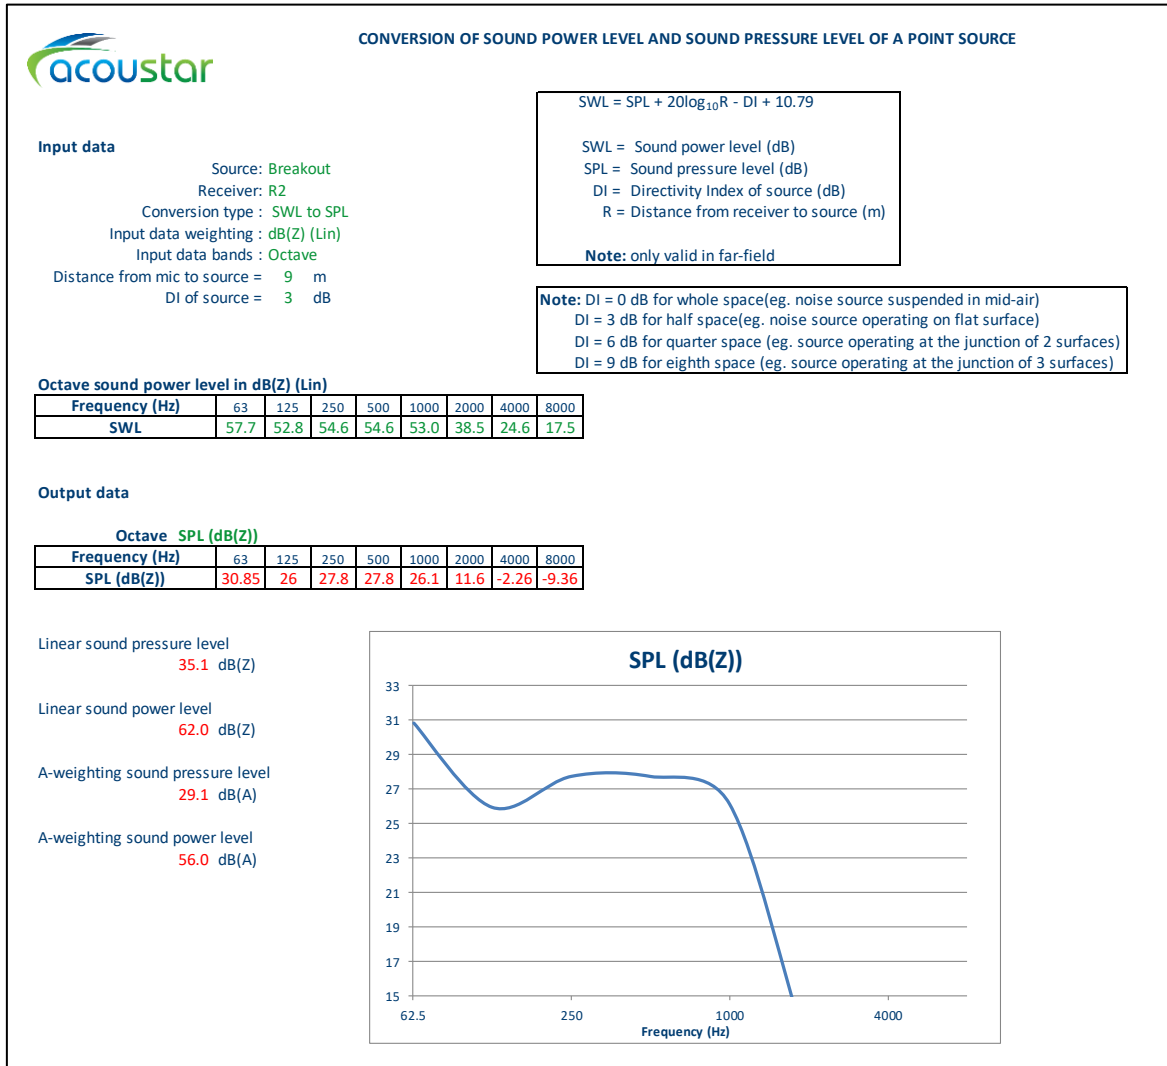 acoustar
CONVERSION OF SOUND POWER LEVEL AND SOUND PRESSURE LEVEL OF A POINT SOURCE
SWL = SPL + 20log10R - DI + 10.79
SWL = Sound power level (dB)
SPL = Sound pressure level (dB)
DI = Directivity Index of source (dB)
R = Distance from receiver to source (m)
Note: only valid in far-field
Input data
Source: Breakout
Receiver: R2
Conversion type : SWL to SPL
Input data weighting : dB(Z) (Lin)
Input data bands : Octave
Distance from mic to source = 9 m
DI of source = 3 dB
Note: DI = 0 dB for whole space(eg. noise source suspended in mid-air)
DI = 3 dB for half space(eg. noise source operating on flat surface)
DI = 6 dB for quarter space (eg. source operating at the junction of 2 surfaces)
DI = 9 dB for eighth space (eg. source operating at the junction of 3 surfaces)
Octave sound power level in dB(Z) (Lin)
Frequency (Hz) 63 125 250 500 1000 2000 4000 8000
SWL 57.7 52.8 54.6 54.6 53.0 38.5 24.6 17.5
Output data
Octave SPL (dB(Z))
Frequency (Hz) 63 125 250 500 1000 2000 4000 8000
SPL (dB(Z)) 30.85 26 27.8 27.8 26.1 11.6 -2.26 -9.36
Linear sound pressure level
35.1 dB(Z)
Linear sound power level
62.0 dB(Z)
A-weighting sound pressure level
29.1 dB(A)
A-weighting sound power level
56.0 dB(A)
SPL (dB(Z))
33
31
29
27
25
23
21
19
17
15
62.5 250 1000 4000
Frequency (Hz)